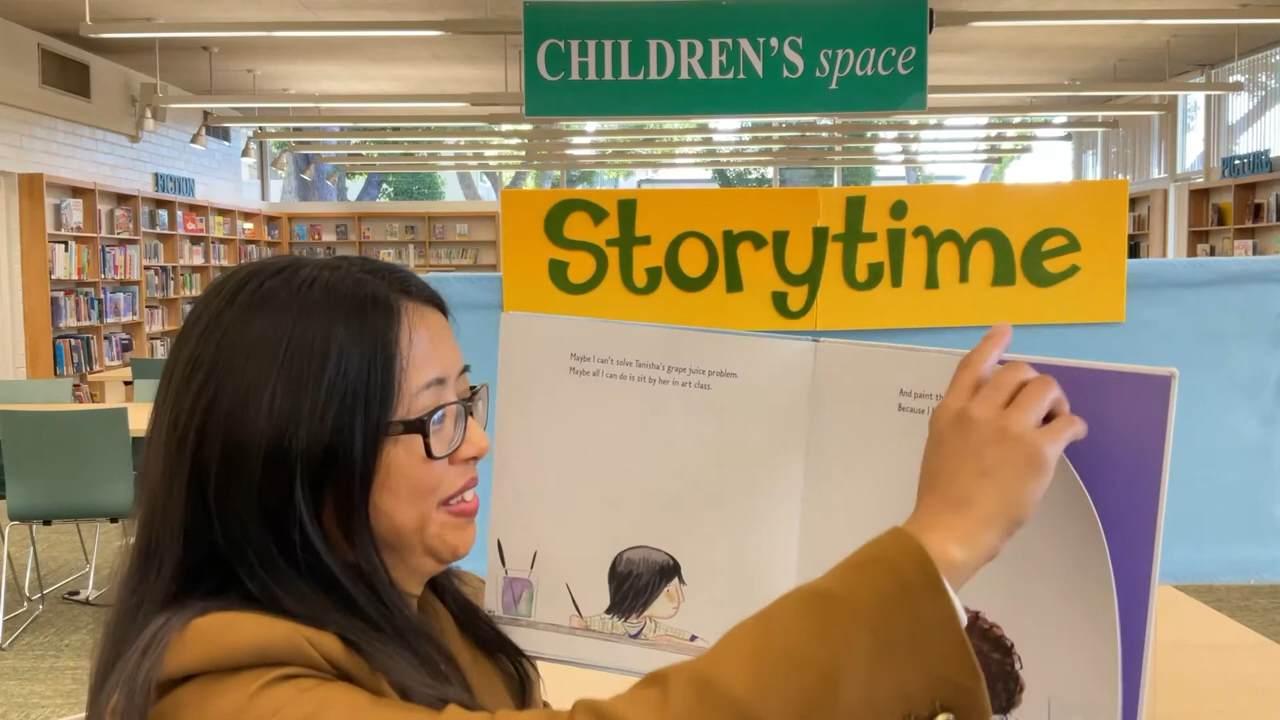 CHILDREN'S space
FICTION
PICTURE
Storytime
Maybe I can't solve Tanisha's grape juice problem.
Maybe all I can do is sit by her in art class.
And paint
Because I